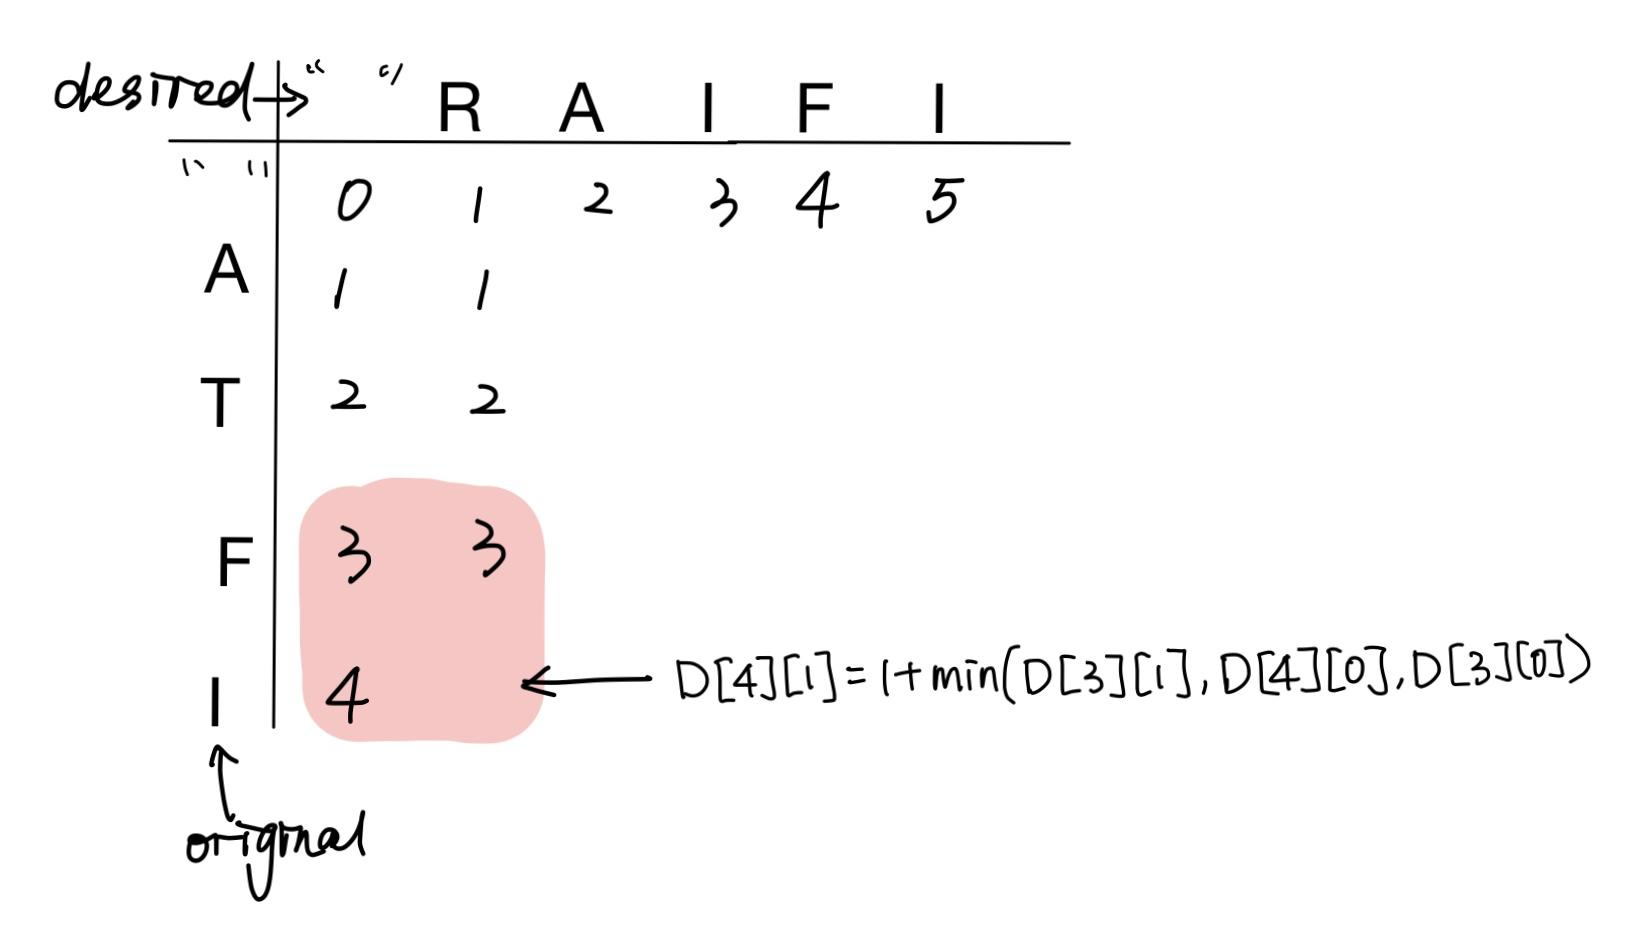 desired→ “ ” R A I F I
“ ” 0 1 2 3 4 5
A 1 1
T 2 2
F 3 3
I 4 ← D[4][1]=1+min(D[3][1],D[4][0],D[3][0])
original